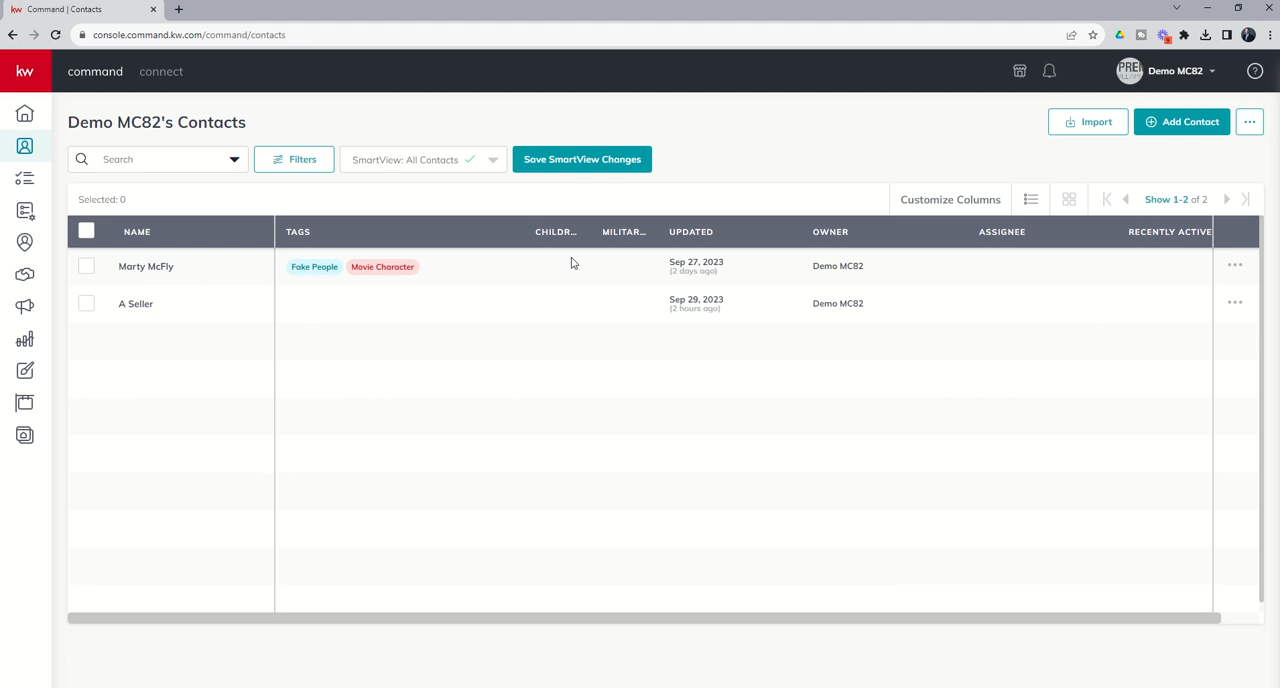 kw Command | Contacts
console.command.kw.com/command/contacts
9
kw command connect
Demo MC82
?
Demo MC82's Contacts
Import
Add Contact
Search
Filters
SmartView: All Contacts
Save SmartView Changes
Selected: 0
Customize Columns
Show 1-2 of 2
NAME TAGS CHILDR... MILITAR... UPDATED OWNER ASSIGNEE RECENTLY ACTIVE
Marty McFly Fake People Movie Character Sep 27, 2023 Demo MC82
(2 days ago)
A Seller Sep 29, 2023 Demo MC82
(2 hours ago)